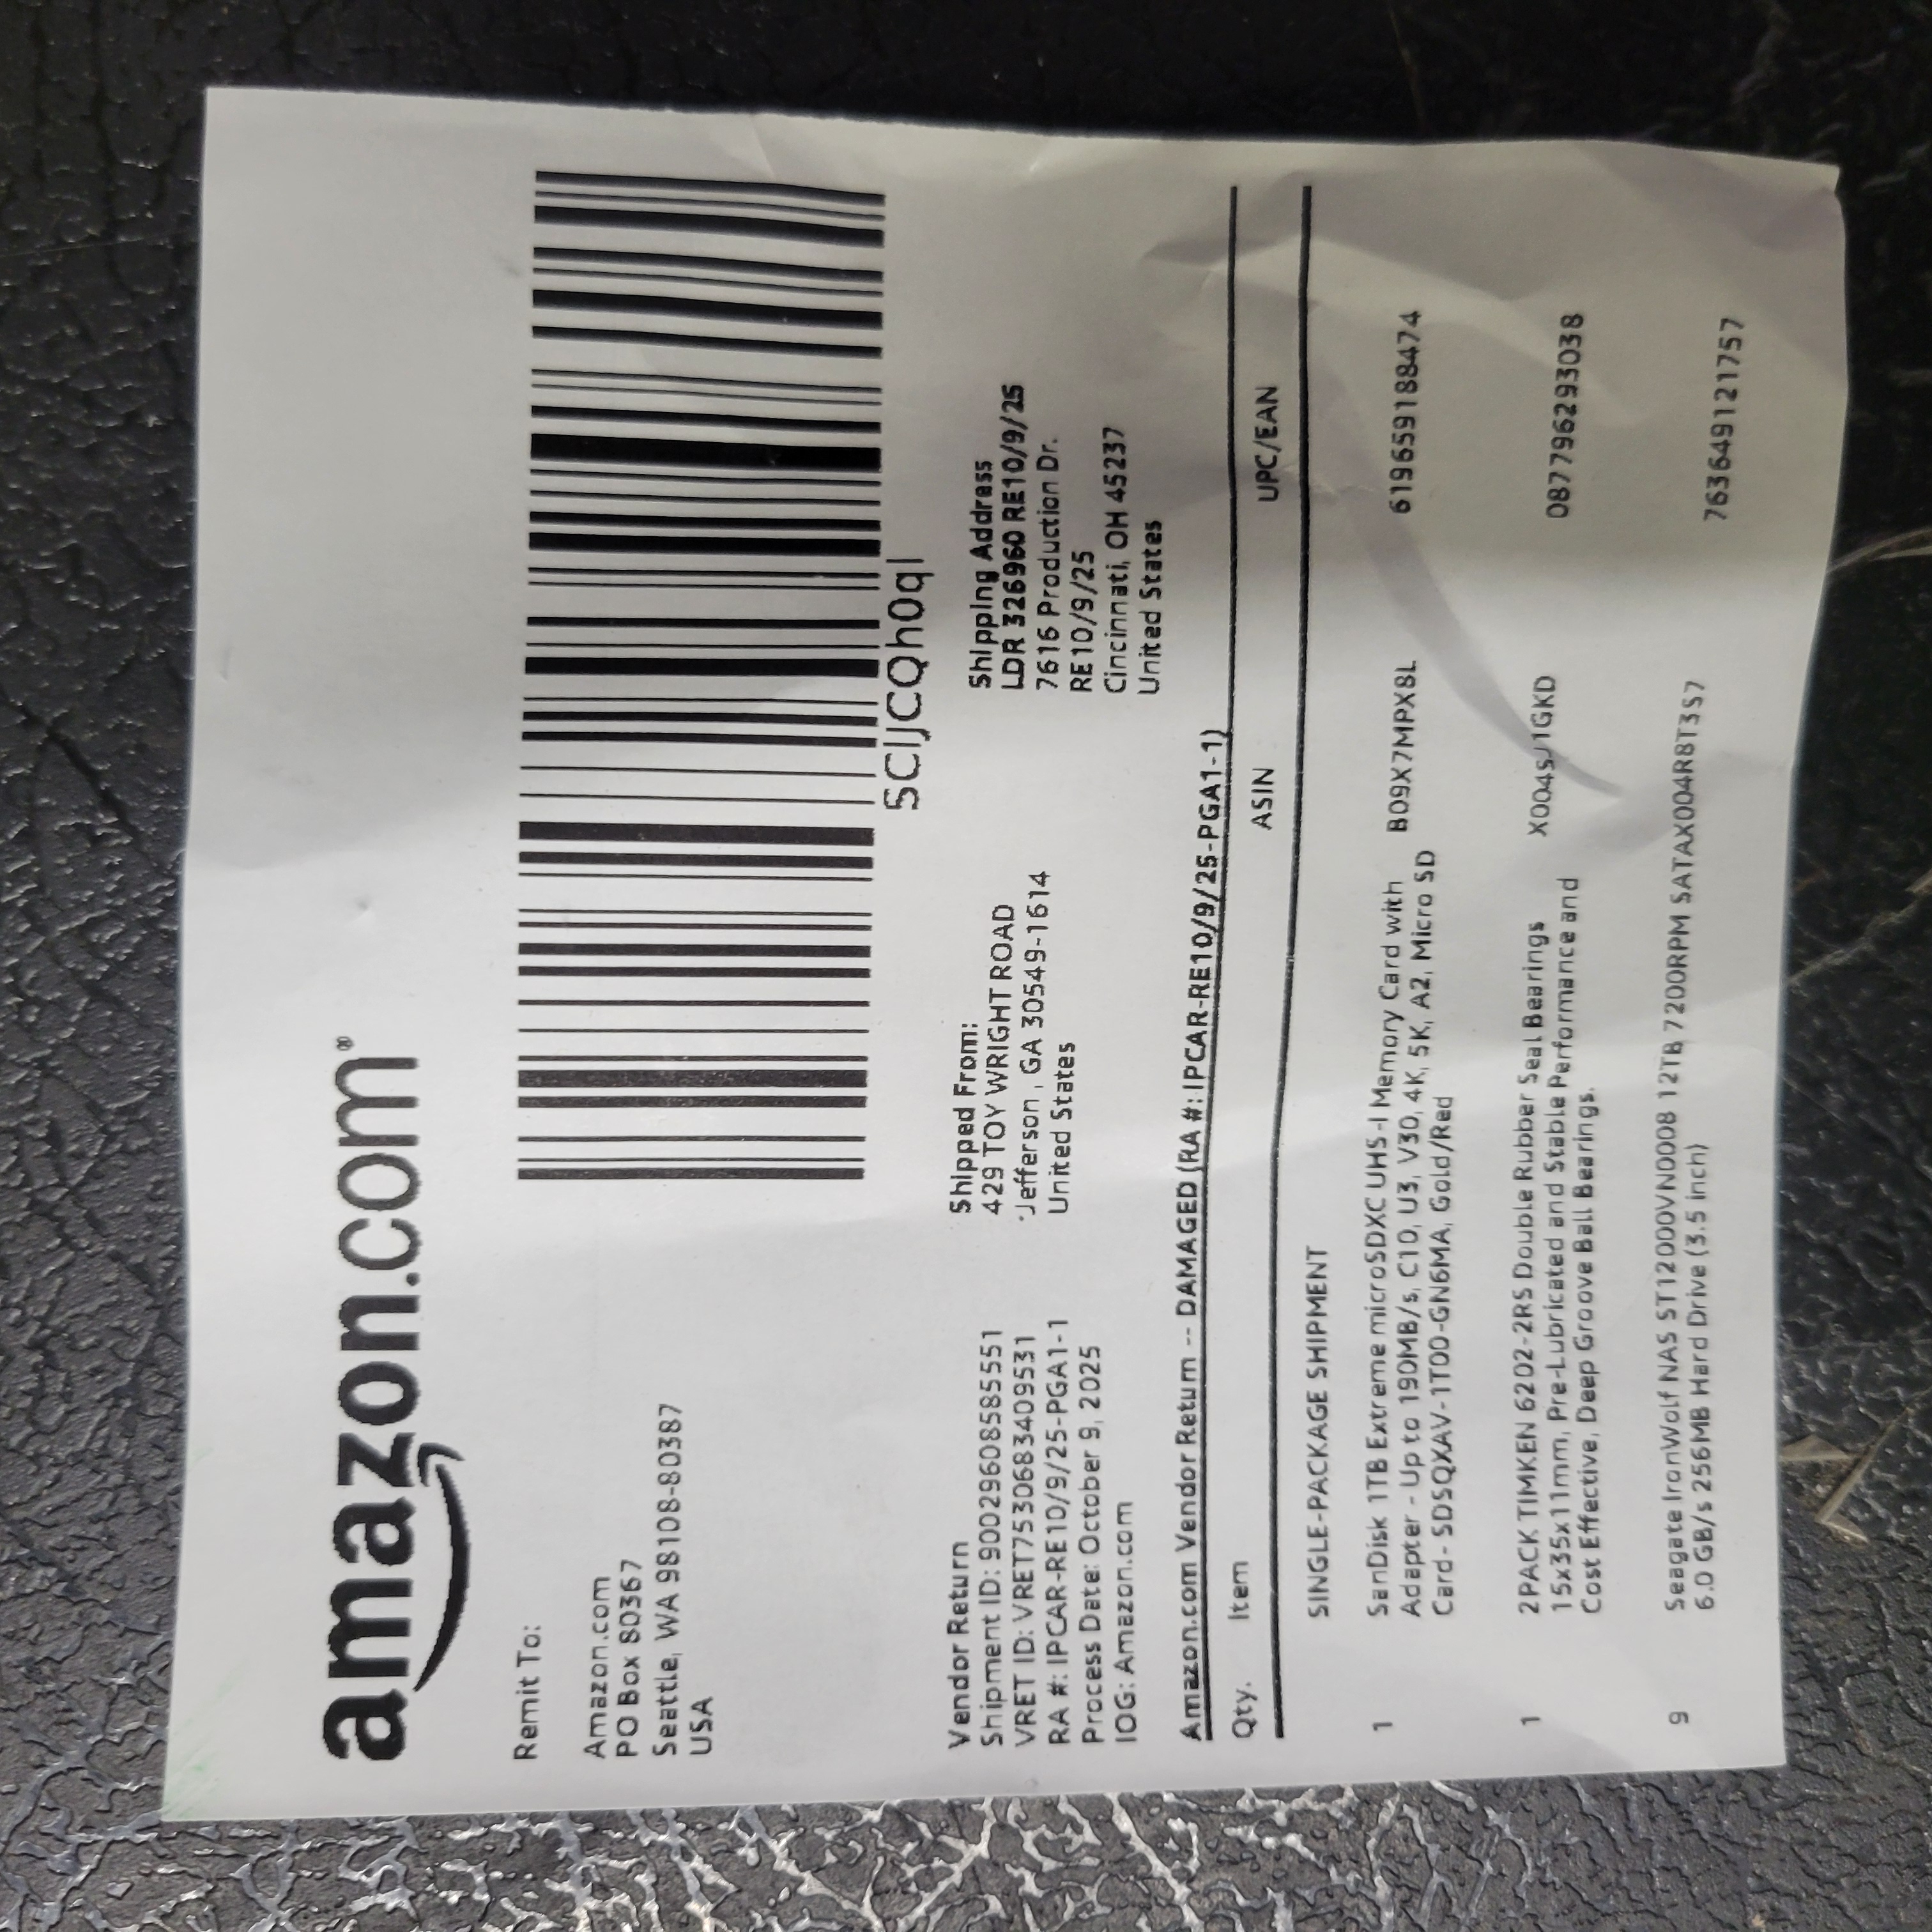 amazon.com®
Remit To:
Amazon.com
PO Box 80367
Seattle, WA 98108-80387
USA
5CJJCQh0ql
Vendor Return
Shipment ID: 9002960858551
VRET ID: VRET753068409531
RA #: IPCAR-RE10/9/25-PGA1-1
Process Date: October 9, 2025
IOG: Amazon.com
Shipped From:
429 TOY WRIGHT ROAD
Jefferson , GA 30549-1614
United States
Shipping Address
LDR 326960 RE10/9/25
7616 Production Dr.
RE10/9/25
Cincinnati, OH 45237
United States
Amazon.com Vendor Return -- DAMAGED (RA #: IPCAR-RE10/9/25-PGA1-1)
Qty. Item ASIN UPC/EAN
SINGLE-PACKAGE SHIPMENT
1 SanDisk 1TB Extreme microSDXC UHS-I Memory Card with B09X7MPX8L 619659188474
Adapter - Up to 190MB/s, C10, U3, V30, 4K, 5K, A2, Micro SD
Card- SDSQXAV-1T00-GN6MA, Gold/Red
1 2PACK TIMKEN 6202-2RS Double Rubber Seal Bearings X004SJ1GKD 087796293038
15x35x11mm, Pre-Lubricated and Stable Performance and
Cost Effective, Deep Groove Ball Bearings.
9 Seagate IronWolf NAS ST12000VN0008 12TB 7200RPM SATAX004R8T3S7
6.0 GB/s 256MB Hard Drive (3.5 inch) 763649121757